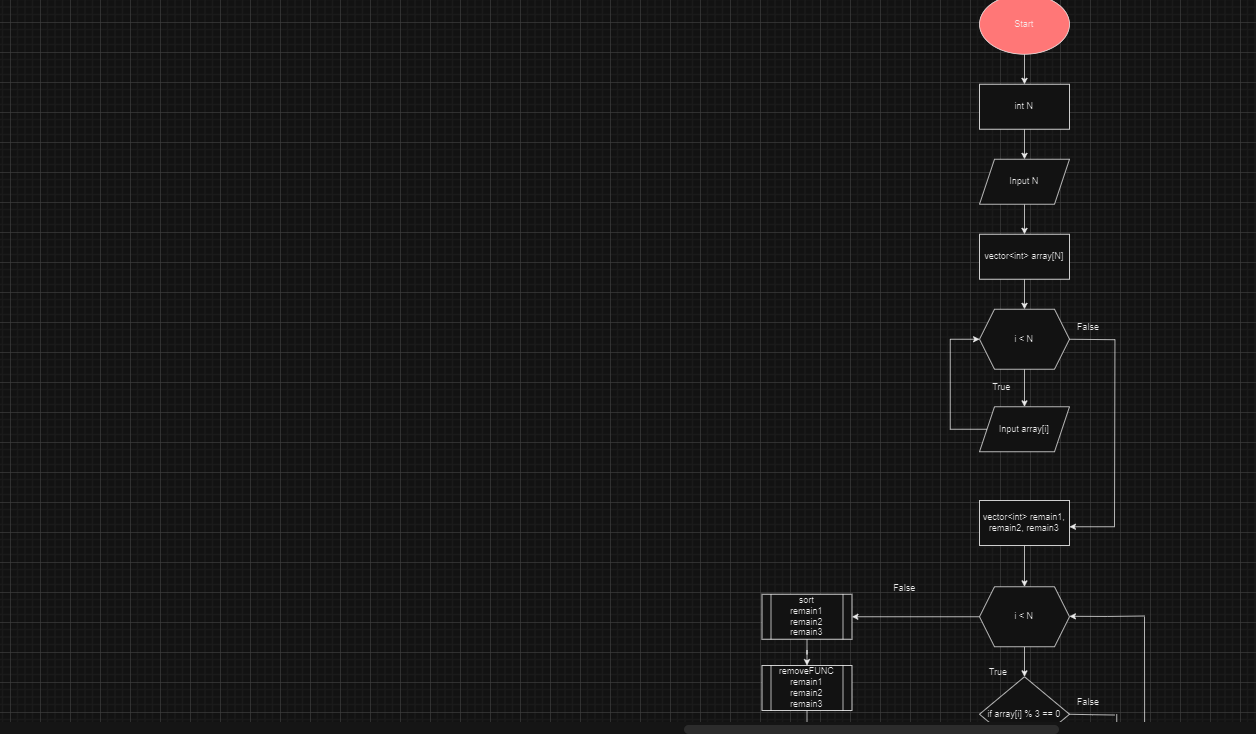 Start
int N
Input N
vector<int> array[N]
i < N
False
True
Input array[i]
vector<int> remain1,
remain2, remain3
i < N
False
sort
remain1
remain2
remain3
removeFUNC
remain1
remain2
remain3
True
if array[i] % 3 == 0
False